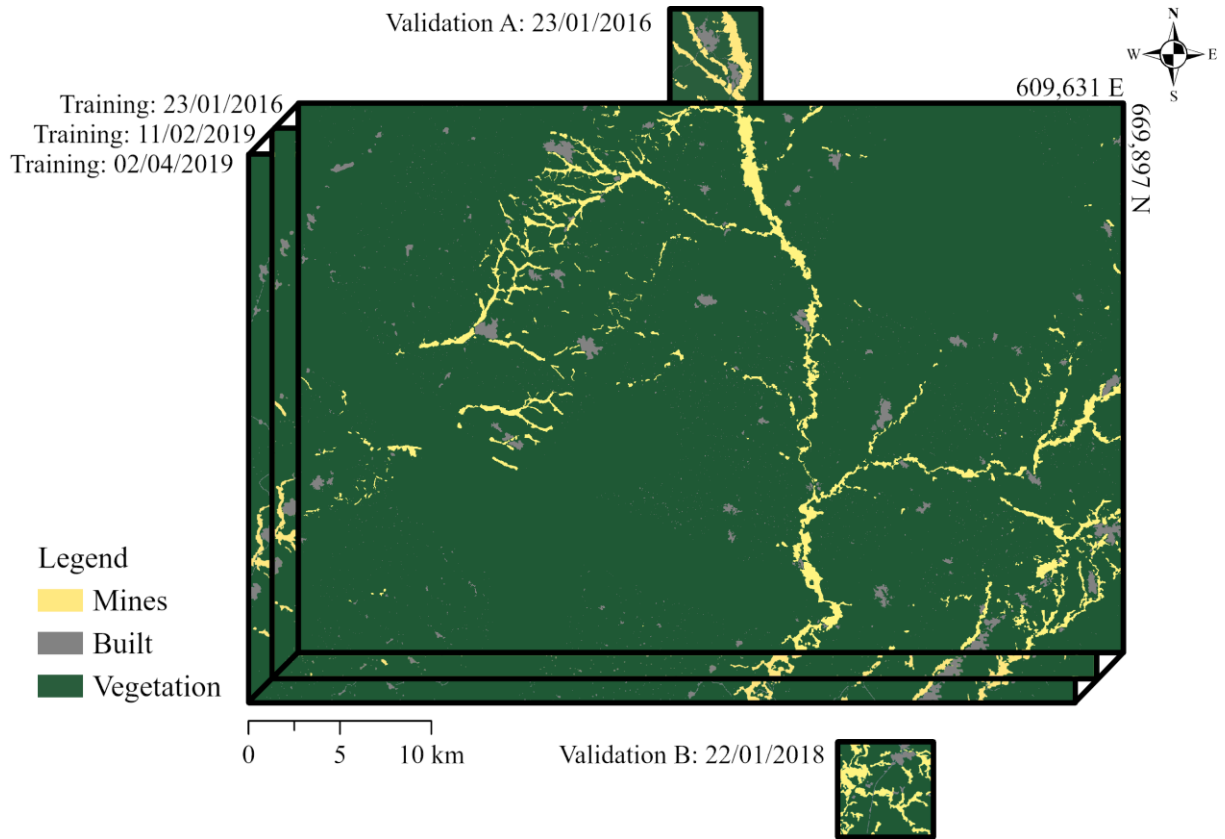 Validation A: 23/01/2016
N
W
E
S
609,631 E
669,897 N
Training: 23/01/2016
Training: 11/02/2019
Training: 02/04/2019
Legend
Mines
Built
Vegetation
0 5 10 km
Validation B: 22/01/2018